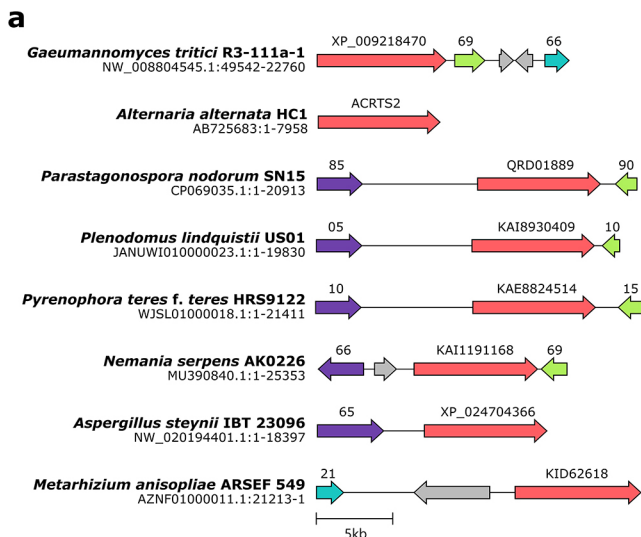 a
XP_009218470 69 66
Gaeumannomyces tritici R3-111a-1
NW_008804545.1:49542-22760
ACRTS2
Alternaria alternata HC1
AB725683:1-7958
85 QRD01889 90
Parastagonospora nodorum SN15
CP069035.1:1-20913
05 KAI8930409 10
Plenodomus lindquistii US01
JANUWI010000023.1:1-19830
10 KAE8824514 15
Pyrenophora teres f. teres HRS9122
WJSL01000018.1:1-21411
66 KAI1191168 69
Nemania serpens AK0226
MU390840.1:1-25353
65 XP_024704366
Aspergillus steynii IBT 23096
NW_020194401.1:1-18397
21 KID62618
Metarhizium anisopliae ARSEF 549
AZNF01000011.1:21213-1
5kb